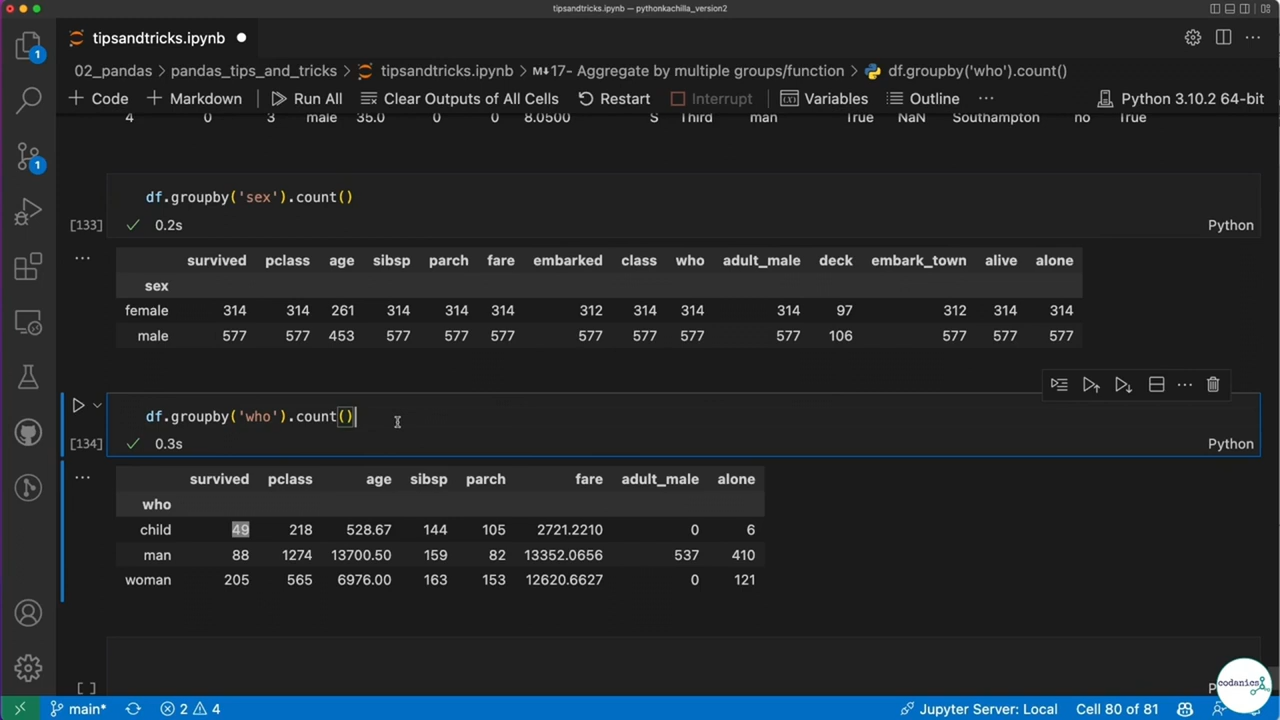 tipsandtricks.ipynb — pythonkachilla_version2
tipsandtricks.ipynb
02_pandas > pandas_tips_and_tricks > tipsandtricks.ipynb > M↓17- Aggregate by multiple groups/function > df.groupby('who').count()
+ Code + Markdown Run All Clear Outputs of All Cells Restart Interrupt Variables Outline ··· Python 3.10.2 64-bit
4 0 3 male 35.0 0 0 8.0500 S Third man True NaN Southampton no True
df.groupby('sex').count()
[133] 0.2s Python
survived pclass age sibsp parch fare embarked class who adult_male deck embark_town alive alone
sex
female 314 314 261 314 314 314 312 314 314 314 97 312 314 314
male 577 577 453 577 577 577 577 577 577 577 106 577 577 577
df.groupby('who').count()
[134] 0.3s Python
survived pclass age sibsp parch fare adult_male alone
who
child 49 218 528.67 144 105 2721.2210 0 6
man 88 1274 13700.50 159 82 13352.0656 537 410
woman 205 565 6976.00 163 153 12620.6627 0 121
[ ]
codanics
main* 2 4 Jupyter Server: Local Cell 80 of 81
1
1